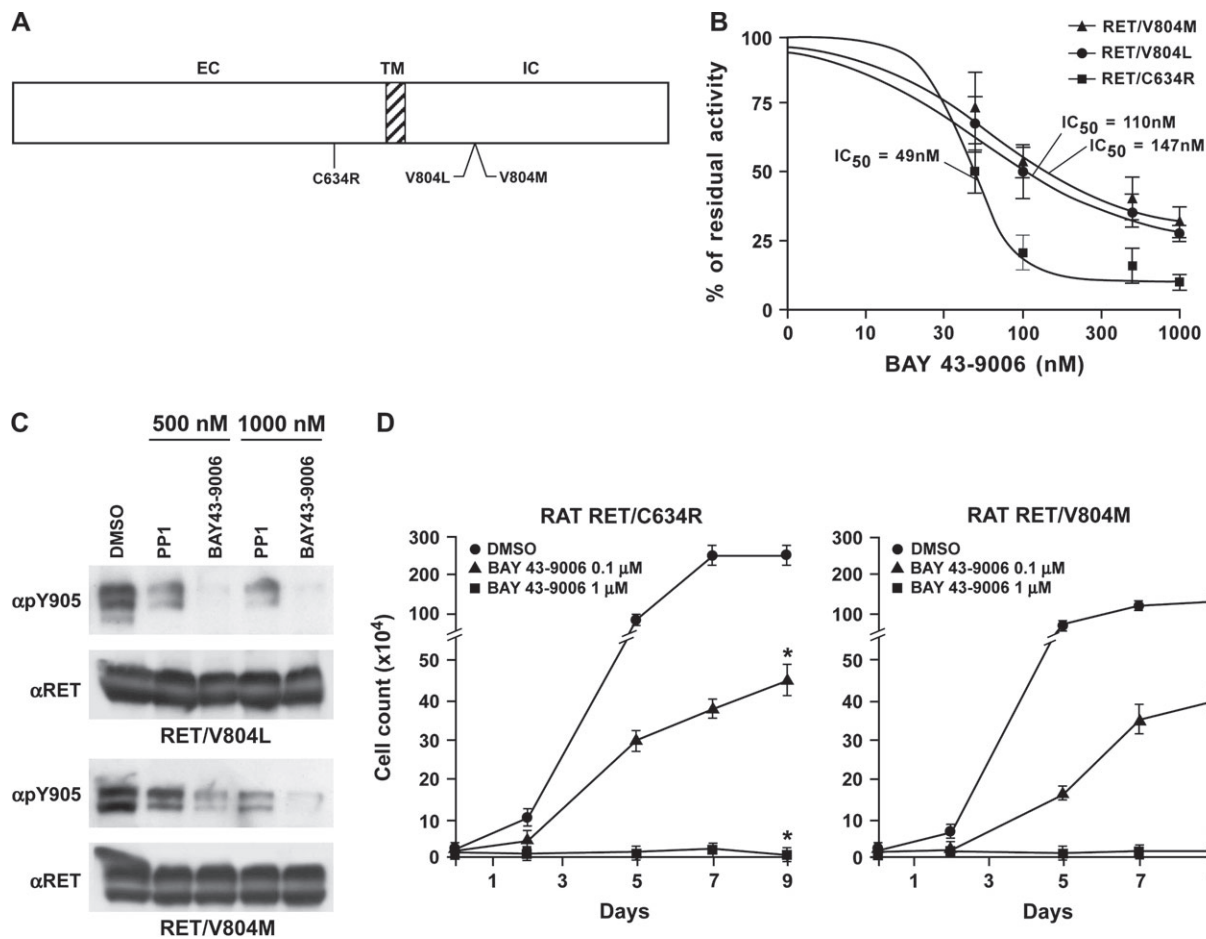 A
EC TM IC
C634R V804L V804M
B
% of residual activity
100
75
50
25
0
RET/V804M
RET/V804L
RET/C634R
IC50 = 110nM
IC50 = 147nM
IC50 = 49nM
0 10 30 100 300 1000
BAY 43-9006 (nM)
C
500 nM 1000 nM
DMSO PP1 BAY43-9006 PP1 BAY43-9006
αpY905
αRET
RET/V804L
αpY905
αRET
RET/V804M
D
RAT RET/C634R
DMSO
BAY 43-9006 0.1 μM
BAY 43-9006 1 μM
Cell count (x10⁴)
300
200
100
50
40
30
20
10
0
*
*
1 3 5 7 9
Days
RAT RET/V804M
DMSO
BAY 43-9006 0.1 μM
BAY 43-9006 1 μM
300
200
100
50
40
30
20
10
0
1 3 5 7
Days